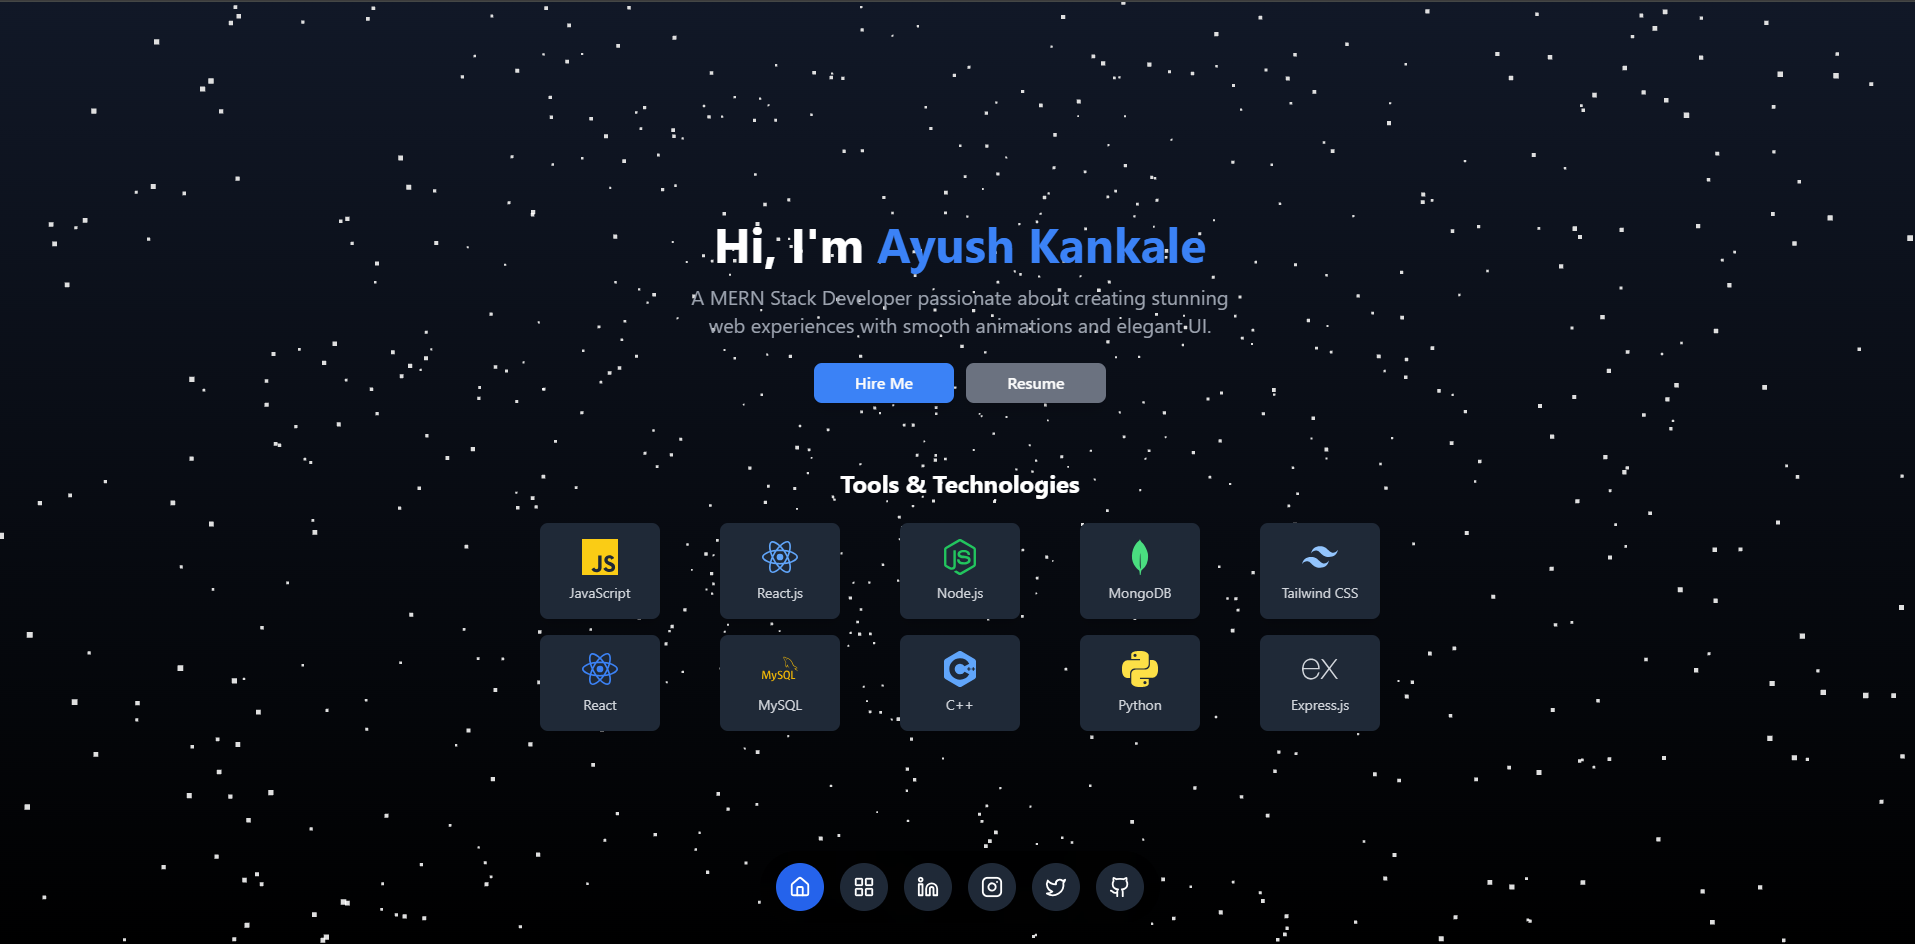 Hi, I'm Ayush Kankale
A MERN Stack Developer passionate about creating stunning
web experiences with smooth animations and elegant UI.
Hire Me
Resume
Tools & Technologies
JS
JavaScript
React.js
JS
Node.js
MongoDB
Tailwind CSS
React
MySQL
MySQL
C++
C++
Python
ex
Express.js
in